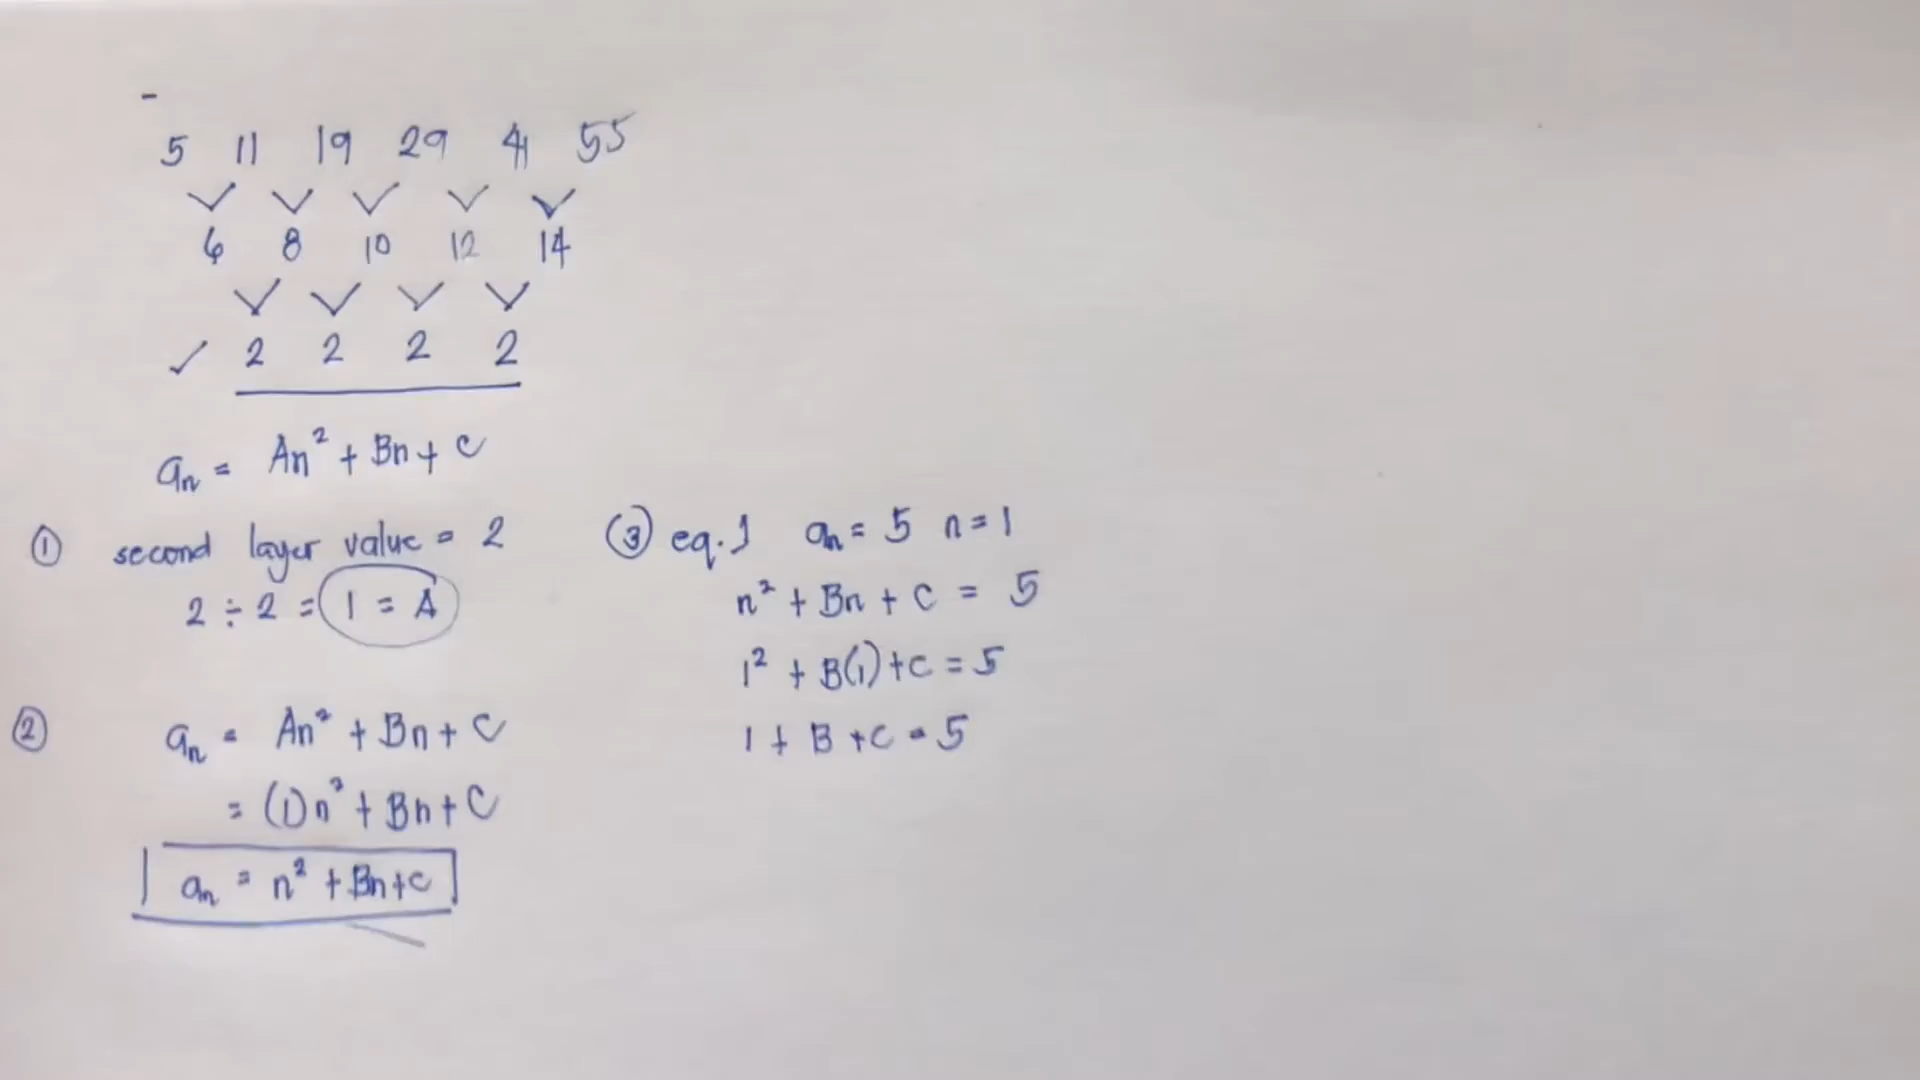 5 11 19 29 41 55
6 8 10 12 14
2 2 2 2
aₙ = An² + Bn + C
① second layer value = 2
2 ÷ 2 = 1 = A
② aₙ = An² + Bn + C
= (1)n² + Bn + C
aₙ = n² + Bn + C
③ eq. 1 aₙ = 5 n = 1
n² + Bn + C = 5
1² + B(1) + C = 5
1 + B + C = 5